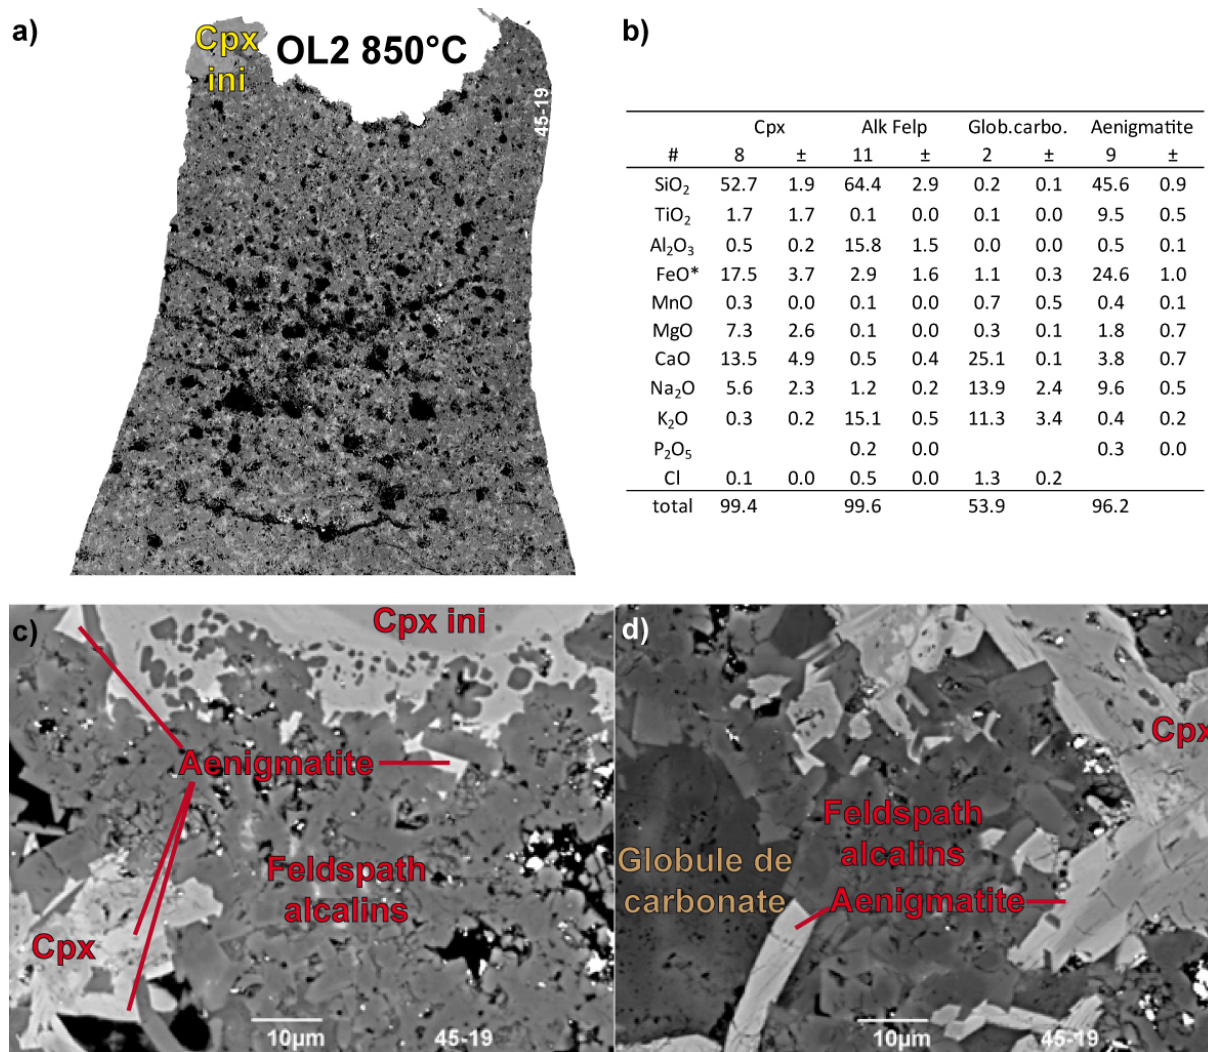 a)
Cpx
ini
OL2 850°C
45-19
b)
Cpx Alk Felp Glob.carbo. Aenigmatite
# 8 ± 11 ± 2 ± 9 ±
SiO₂ 52.7 1.9 64.4 2.9 0.2 0.1 45.6 0.9
TiO₂ 1.7 1.7 0.1 0.0 0.1 0.0 9.5 0.5
Al₂O₃ 0.5 0.2 15.8 1.5 0.0 0.0 0.5 0.1
FeO* 17.5 3.7 2.9 1.6 1.1 0.3 24.6 1.0
MnO 0.3 0.0 0.1 0.0 0.7 0.5 0.4 0.1
MgO 7.3 2.6 0.1 0.0 0.3 0.1 1.8 0.7
CaO 13.5 4.9 0.5 0.4 25.1 0.1 3.8 0.7
Na₂O 5.6 2.3 1.2 0.2 13.9 2.4 9.6 0.5
K₂O 0.3 0.2 15.1 0.5 11.3 3.4 0.4 0.2
P₂O₅ 0.2 0.0 0.3 0.0
Cl 0.1 0.0 0.5 0.0 1.3 0.2
total 99.4 99.6 53.9 96.2
c)
Cpx ini
Aenigmatite
Feldspath
alcalins
Cpx
10µm
45-19
d)
Cpx
Feldspath
alcalins
Globule de
carbonate
Aenigmatite
10µm
45-19